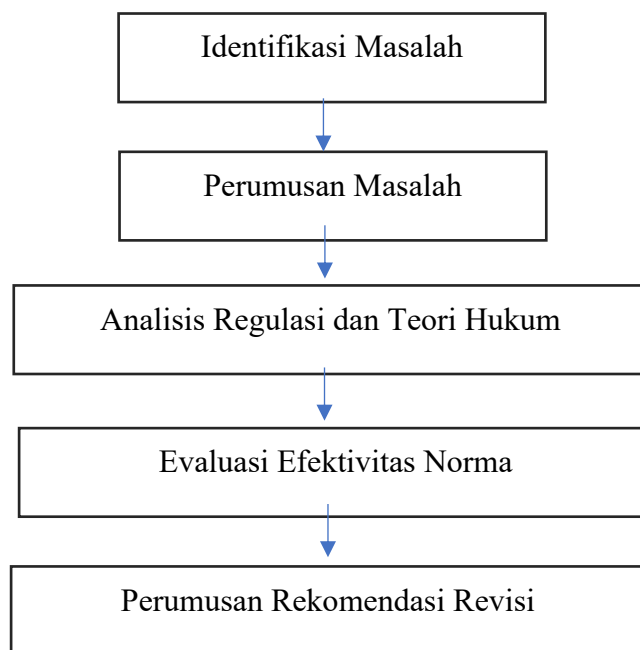 Identifikasi Masalah
Perumusan Masalah
Analisis Regulasi dan Teori Hukum
Evaluasi Efektivitas Norma
Perumusan Rekomendasi Revisi